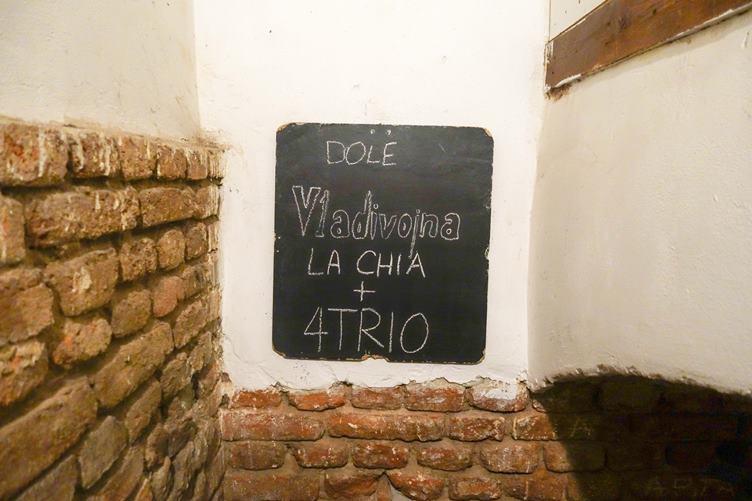 DOLE
Vladivojna
LA CHIA
+
4TRIO